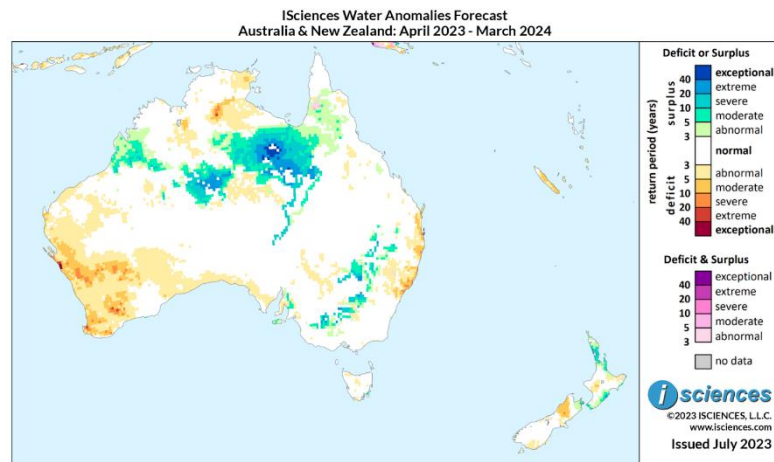 ISciences Water Anomalies Forecast
Australia & New Zealand: April 2023 - March 2024
Deficit or Surplus
return period (years)
surplus
40 exceptional
20 extreme
10 severe
5 moderate
3 abnormal
normal
deficit
3 abnormal
5 moderate
10 severe
20 extreme
40 exceptional
Deficit & Surplus
40 exceptional
20 extreme
10 severe
5 moderate
3 abnormal
no data
i sciences
©2023 ISCIENCES, L.L.C.
www.isciences.com
Issued July 2023